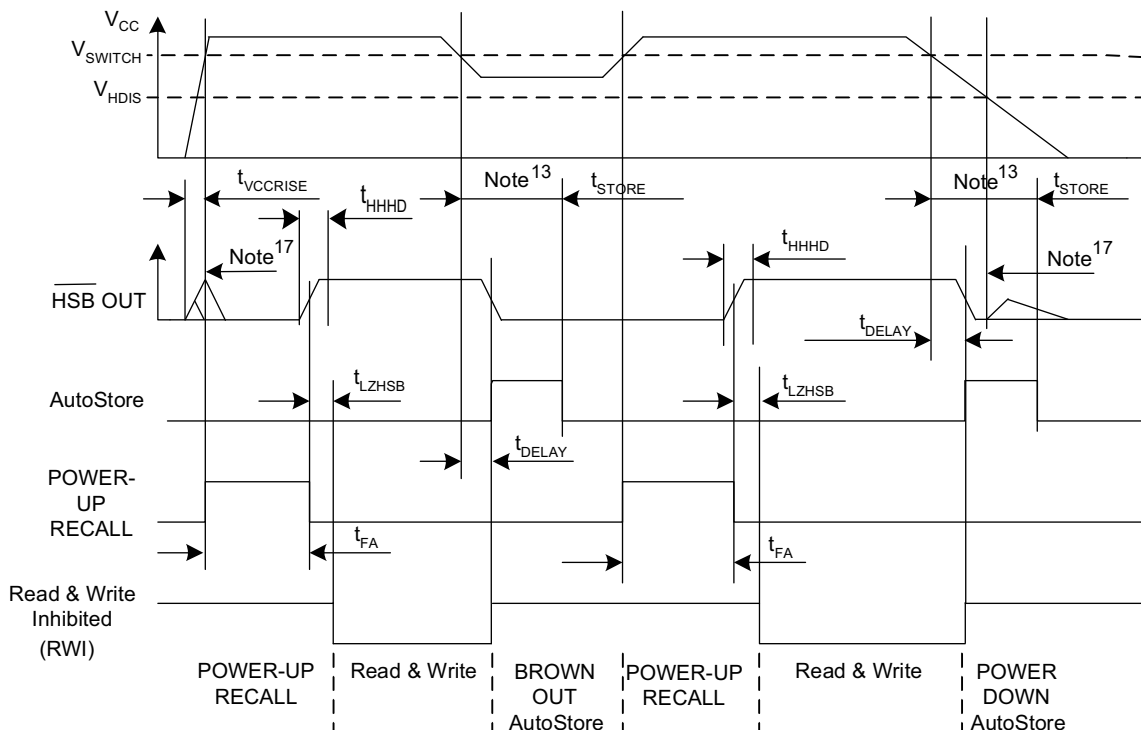 VCC
VSWITCH
VHDIS
tVCCRISE
Note13
tSTORE
Note13
tSTORE
tHHHD
Note17
tHHHD
Note17
HSB OUT
tDELAY
tLZHSB
tLZHSB
AutoStore
tDELAY
POWER-
UP
RECALL
tFA
tFA
Read & Write
Inhibited
(RWI)
POWER-UP
RECALL
Read & Write
BROWN
OUT
AutoStore
POWER-UP
RECALL
Read & Write
POWER
DOWN
AutoStore